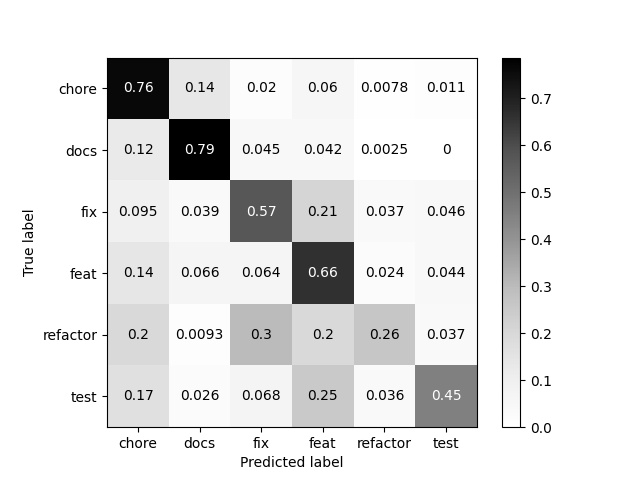 chore 0.76 0.14 0.02 0.06 0.0078 0.011
docs 0.12 0.79 0.045 0.042 0.0025 0
fix 0.095 0.039 0.57 0.21 0.037 0.046
feat 0.14 0.066 0.064 0.66 0.024 0.044
refactor 0.2 0.0093 0.3 0.2 0.26 0.037
test 0.17 0.026 0.068 0.25 0.036 0.45
chore docs fix feat refactor test
Predicted label
True label
0.7
0.6
0.5
0.4
0.3
0.2
0.1
0.0